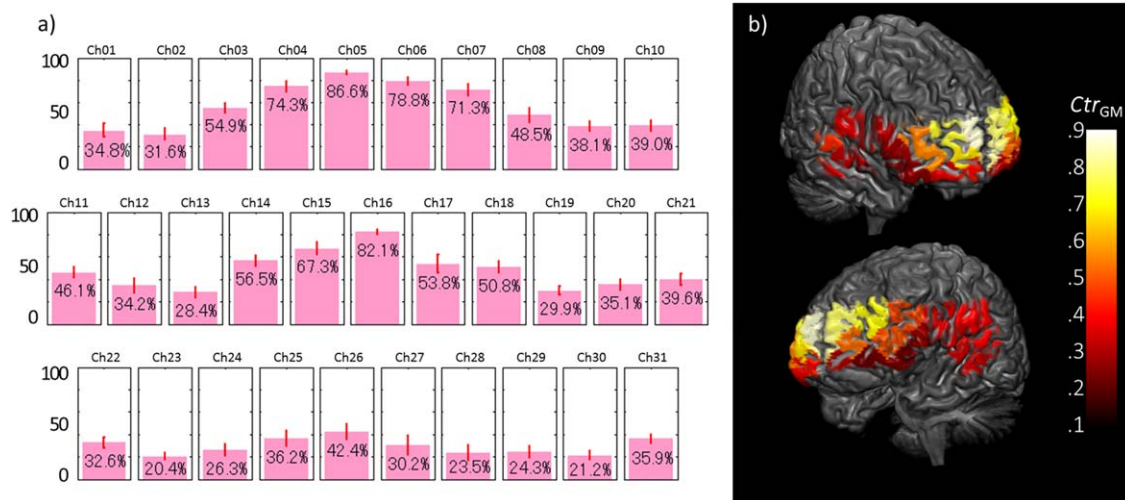 a)
Ch01 Ch02 Ch03 Ch04 Ch05 Ch06 Ch07 Ch08 Ch09 Ch10
100
50
0
34.8% 31.6% 54.9% 74.3% 86.6% 78.8% 71.3% 48.5% 38.1% 39.0%
Ch11 Ch12 Ch13 Ch14 Ch15 Ch16 Ch17 Ch18 Ch19 Ch20 Ch21
100
50
0
46.1% 34.2% 28.4% 56.5% 67.3% 82.1% 53.8% 50.8% 29.9% 35.1% 39.6%
Ch22 Ch23 Ch24 Ch25 Ch26 Ch27 Ch28 Ch29 Ch30 Ch31
100
50
0
32.6% 20.4% 26.3% 36.2% 42.4% 30.2% 23.5% 24.3% 21.2% 35.9%
b)
CtrGM
.9
.8
.7
.6
.5
.4
.3
.2
.1